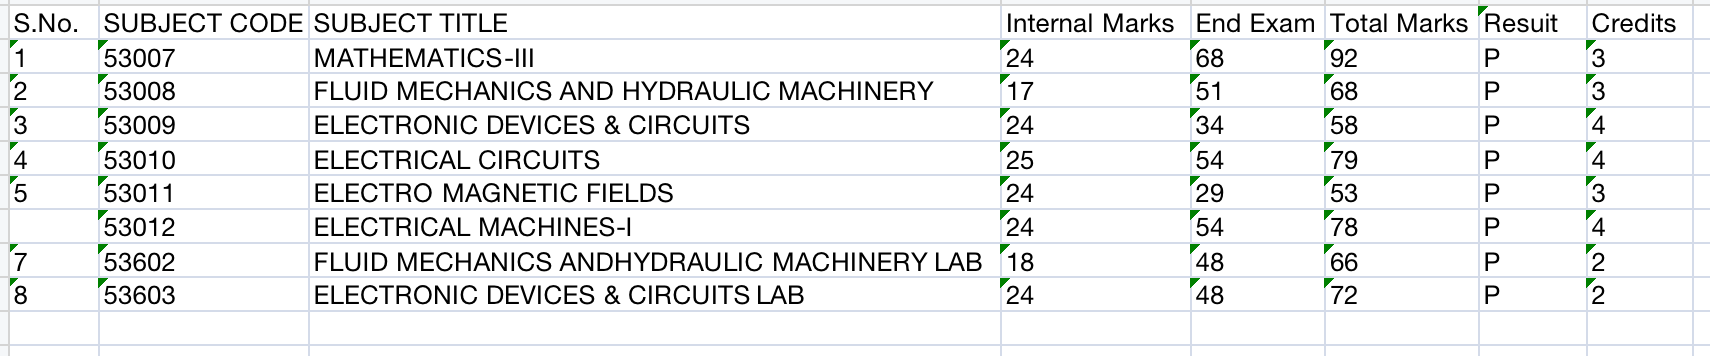 S.No. SUBJECT CODE SUBJECT TITLE Internal Marks End Exam Total Marks Resuit Credits
1 53007 MATHEMATICS-III 24 68 92 P 3
2 53008 FLUID MECHANICS AND HYDRAULIC MACHINERY 17 51 68 P 3
3 53009 ELECTRONIC DEVICES & CIRCUITS 24 34 58 P 4
4 53010 ELECTRICAL CIRCUITS 25 54 79 P 4
5 53011 ELECTRO MAGNETIC FIELDS 24 29 53 P 3
53012 ELECTRICAL MACHINES-I 24 54 78 P 4
7 53602 FLUID MECHANICS ANDHYDRAULIC MACHINERY LAB 18 48 66 P 2
8 53603 ELECTRONIC DEVICES & CIRCUITS LAB 24 48 72 P 2